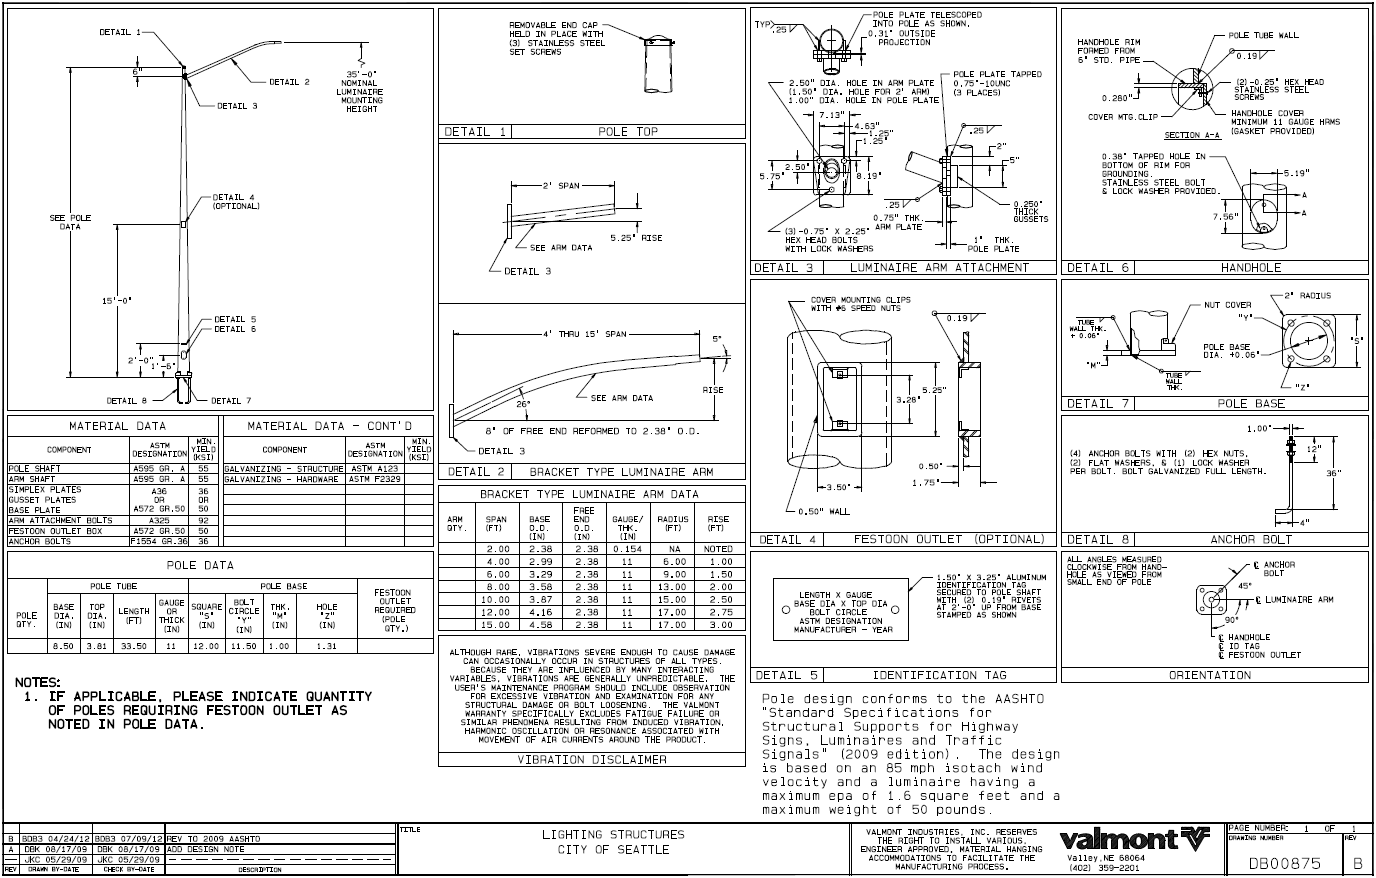 DETAIL 1
6"
DETAIL 2
DETAIL 3
35'-0"
NOMINAL
LUMINAIRE
MOUNTING
HEIGHT
DETAIL 4
(OPTIONAL)
SEE POLE
DATA
15'-0"
DETAIL 5
DETAIL 6
2'-0"
1'-6"
DETAIL 8
DETAIL 7
MATERIAL DATA
COMPONENT ASTM DESIGNATION MIN. YIELD (KSI)
POLE SHAFT A595 GR. A 55
ARM SHAFT A595 GR. A 55
SIMPLEX PLATES
GUSSET PLATES
BASE PLATE
A36 36
OR OR
A572 GR.50 50
ARM ATTACHMENT BOLTS A325 92
FESTOON OUTLET BOX A572 GR.50 50
ANCHOR BOLTS F1554 GR.36 36
MATERIAL DATA - CONT'D
COMPONENT ASTM DESIGNATION MIN. YIELD (KSI)
GALVANIZING - STRUCTURE ASTM A123
GALVANIZING - HARDWARE ASTM F2329
POLE DATA
POLE TUBE POLE BASE
POLE QTY. BASE DIA. (IN) TOP DIA. (IN) LENGTH (FT) GAUGE OR THICK (IN) SQUARE "S" (IN) BOLT CIRCLE "Y" (IN) THK. "M" (IN) HOLE "Z" (IN) FESTOON OUTLET REQUIRED (POLE QTY.)
8.50 3.81 33.50 11 12.00 11.50 1.00 1.31
NOTES:
1. IF APPLICABLE, PLEASE INDICATE QUANTITY
OF POLES REQUIRING FESTOON OUTLET AS
NOTED IN POLE DATA.
REMOVABLE END CAP
HELD IN PLACE WITH
(3) STAINLESS STEEL
SET SCREWS
DETAIL 1 POLE TOP
2' SPAN
5.25" RISE
SEE ARM DATA
DETAIL 3
4' THRU 15' SPAN
5°
RISE
SEE ARM DATA
26°
8" OF FREE END REFORMED TO 2.38" O.D.
DETAIL 3
DETAIL 2 BRACKET TYPE LUMINAIRE ARM
BRACKET TYPE LUMINAIRE ARM DATA
ARM QTY. SPAN (FT) BASE O.D. (IN) FREE END O.D. (IN) GAUGE/ THK. (IN) RADIUS (FT) RISE (FT)
2.00 2.38 2.38 0.154 NA NOTED
4.00 2.99 2.38 11 6.00 1.00
6.00 3.29 2.38 11 9.00 1.50
8.00 3.58 2.38 11 13.00 2.00
10.00 3.87 2.38 11 15.00 2.50
12.00 4.16 2.38 11 17.00 2.75
15.00 4.58 2.38 11 17.00 3.00
ALTHOUGH RARE, VIBRATIONS SEVERE ENOUGH TO CAUSE DAMAGE
CAN OCCASIONALLY OCCUR IN STRUCTURES OF ALL TYPES.
BECAUSE THEY ARE INFLUENCED BY MANY INTERACTING
VARIABLES, VIBRATIONS ARE GENERALLY UNPREDICTABLE. THE
USER'S MAINTENANCE PROGRAM SHOULD INCLUDE OBSERVATION
FOR EXCESSIVE VIBRATION AND EXAMINATION FOR ANY
STRUCTURAL DAMAGE OR BOLT LOOSENING. THE VALMONT
WARRANTY SPECIFICALLY EXCLUDES FATIGUE FAILURE OR
SIMILAR PHENOMENA RESULTING FROM INDUCED VIBRATION,
HARMONIC OSCILLATION OR RESONANCE ASSOCIATED WITH
MOVEMENT OF AIR CURRENTS AROUND THE PRODUCT.
VIBRATION DISCLAIMER
TYP
.25
POLE PLATE TELESCOPED
INTO POLE AS SHOWN.
0.31" OUTSIDE
PROJECTION
2.50" DIA. HOLE IN ARM PLATE
(1.50" DIA. HOLE FOR 2' ARM)
1.00" DIA. HOLE IN POLE PLATE
POLE PLATE TAPPED
0.75"-10UNC
(3 PLACES)
7.13"
4.63"
1.25"
1.25"
.25
2"
5"
2.50"
5.75"
8.19"
.25
0.75" THK.
ARM PLATE
0.250"
THICK
GUSSETS
(3)-0.75" X 2.25"
HEX HEAD BOLTS
WITH LOCK WASHERS
1" THK.
POLE PLATE
DETAIL 3 LUMINAIRE ARM ATTACHMENT
COVER MOUNTING CLIPS
WITH #6 SPEED NUTS
0.19
5.25"
3.28"
0.50"
1.75"
3.50"
0.50" WALL
DETAIL 4 FESTOON OUTLET (OPTIONAL)
LENGTH X GAUGE
BASE DIA X TOP DIA
BOLT CIRCLE
ASTM DESIGNATION
MANUFACTURER - YEAR
1.50" X 3.25" ALUMINUM
IDENTIFICATION TAG
SECURED TO POLE SHAFT
WITH (2) 0.19" RIVETS
AT 2'-0" UP FROM BASE
STAMPED AS SHOWN
DETAIL 5 IDENTIFICATION TAG
Pole design conforms to the AASHTO
"Standard Specifications for
Structural Supports for Highway
Signs, Luminaires and Traffic
Signals" (2009 edition). The design
is based on an 85 mph isotach wind
velocity and a luminaire having a
maximum epa of 1.6 square feet and a
maximum weight of 50 pounds.
HANDHOLE RIM
FORMED FROM
6" STD. PIPE
POLE TUBE WALL
0.19
(2)-0.25" HEX HEAD
STAINLESS STEEL
SCREWS
0.280"
COVER MTG.CLIP
HANDHOLE COVER
MINIMUM 11 GAUGE HRMS
(GASKET PROVIDED)
SECTION A-A
0.38" TAPPED HOLE IN
BOTTOM OF RIM FOR
GROUNDING.
STAINLESS STEEL BOLT
& LOCK WASHER PROVIDED.
5.19"
A
A
7.56"
DETAIL 6 HANDHOLE
2" RADIUS
NUT COVER
"Y"
TUBE
WALL THK.
+ 0.06"
POLE BASE
DIA. +0.06"
"S"
"M"
TUBE
WALL
THK.
"Z"
DETAIL 7 POLE BASE
1.00"
12"
(4) ANCHOR BOLTS WITH (2) HEX NUTS,
(2) FLAT WASHERS, & (1) LOCK WASHER
PER BOLT. BOLT GALVANIZED FULL LENGTH.
36"
4"
DETAIL 8 ANCHOR BOLT
ALL ANGLES MEASURED
CLOCKWISE FROM HAND-
HOLE AS VIEWED FROM
SMALL END OF POLE
℄ ANCHOR
BOLT
45°
℄ LUMINAIRE ARM
90°
℄ HANDHOLE
℄ ID TAG
℄ FESTOON OUTLET
ORIENTATION
B BDB3 04/24/12 BDB3 07/09/12 REV TO 2009 AASHTO
A DBK 08/17/09 DBK 08/17/09 ADD DESIGN NOTE
— JKC 05/29/09 JKC 05/29/09
REV DRAWN BY-DATE CHECK BY-DATE DESCRIPTION
TITLE
LIGHTING STRUCTURES
CITY OF SEATTLE
VALMONT INDUSTRIES, INC. RESERVES
THE RIGHT TO INSTALL VARIOUS,
ENGINEER APPROVED, MATERIAL HANGING
ACCOMMODATIONS TO FACILITATE THE
MANUFACTURING PROCESS.
valmont
Valley,NE 68064
(402) 359-2201
PAGE NUMBER: 1 OF 1
DRAWING NUMBER REV
DB00875 B